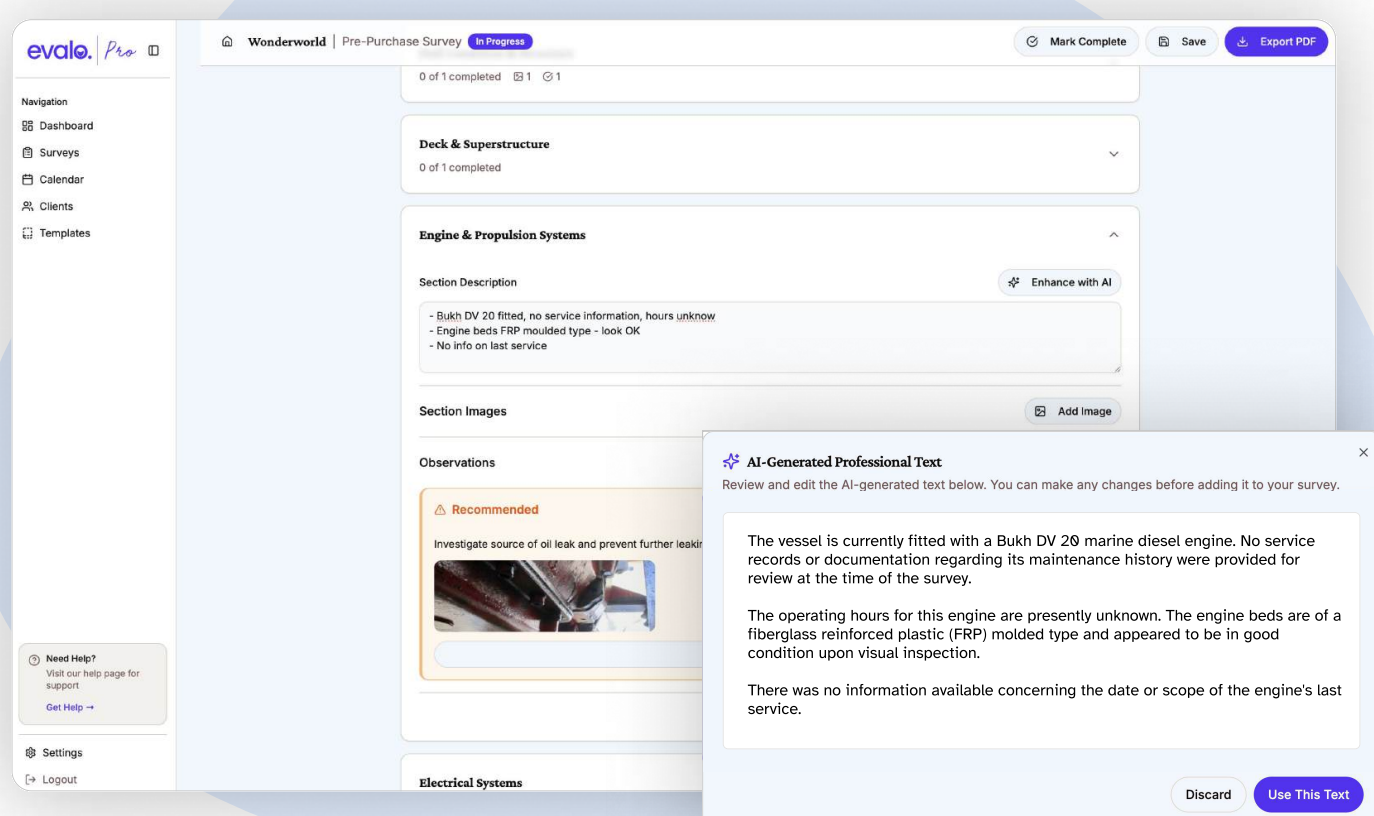 evalo. Pro
Navigation
Dashboard
Surveys
Calendar
Clients
Templates
Need Help?
Visit our help page for
support
Get Help →
Settings
Logout
Wonderworld | Pre-Purchase Survey In Progress
Mark Complete
Save
Export PDF
0 of 1 completed 1 1
Deck & Superstructure
0 of 1 completed
Engine & Propulsion Systems
Section Description
Enhance with AI
- Bukh DV 20 fitted, no service information, hours unknow
- Engine beds FRP moulded type - look OK
- No info on last service
Section Images
Add Image
Observations
Recommended
Investigate source of oil leak and prevent further leakin
Electrical Systems
AI-Generated Professional Text
Review and edit the AI-generated text below. You can make any changes before adding it to your survey.
The vessel is currently fitted with a Bukh DV 20 marine diesel engine. No service
records or documentation regarding its maintenance history were provided for
review at the time of the survey.
The operating hours for this engine are presently unknown. The engine beds are of a
fiberglass reinforced plastic (FRP) molded type and appeared to be in good
condition upon visual inspection.
There was no information available concerning the date or scope of the engine's last
service.
Discard
Use This Text